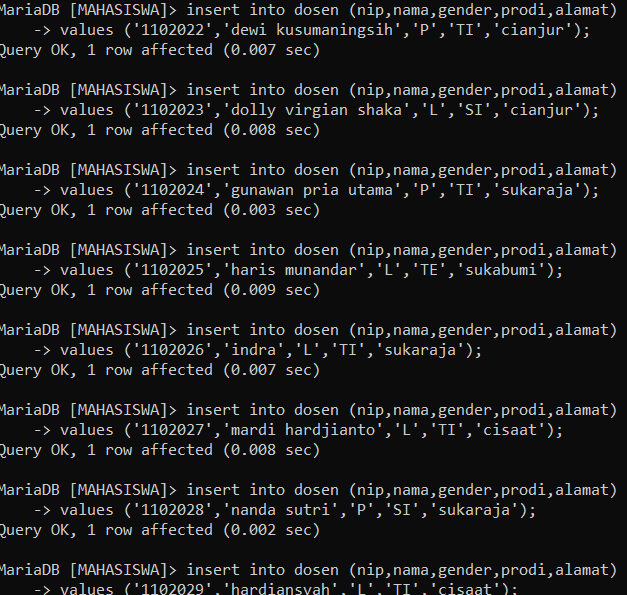 MariaDB [MAHASISWA]> insert into dosen (nip,nama,gender,prodi,alamat)
-> values ('1102022','dewi kusumaningsih','P','TI','cianjur');
Query OK, 1 row affected (0.007 sec)
MariaDB [MAHASISWA]> insert into dosen (nip,nama,gender,prodi,alamat)
-> values ('1102023','dolly virgian shaka','L','SI','cianjur');
Query OK, 1 row affected (0.008 sec)
MariaDB [MAHASISWA]> insert into dosen (nip,nama,gender,prodi,alamat)
-> values ('1102024','gunawan pria utama','P','TI','sukaraja');
Query OK, 1 row affected (0.003 sec)
MariaDB [MAHASISWA]> insert into dosen (nip,nama,gender,prodi,alamat)
-> values ('1102025','haris munandar','L','TE','sukabumi');
Query OK, 1 row affected (0.009 sec)
MariaDB [MAHASISWA]> insert into dosen (nip,nama,gender,prodi,alamat)
-> values ('1102026','indra','L','TI','sukaraja');
Query OK, 1 row affected (0.007 sec)
MariaDB [MAHASISWA]> insert into dosen (nip,nama,gender,prodi,alamat)
-> values ('1102027','mardi hardjianto','L','TI','cisaat');
Query OK, 1 row affected (0.008 sec)
MariaDB [MAHASISWA]> insert into dosen (nip,nama,gender,prodi,alamat)
-> values ('1102028','nanda sutri','P','SI','sukaraja');
Query OK, 1 row affected (0.002 sec)
MariaDB [MAHASISWA]> insert into dosen (nip,nama,gender,prodi,alamat)
-> values ('1102029','hardiansyah','L','TI','cisaat');